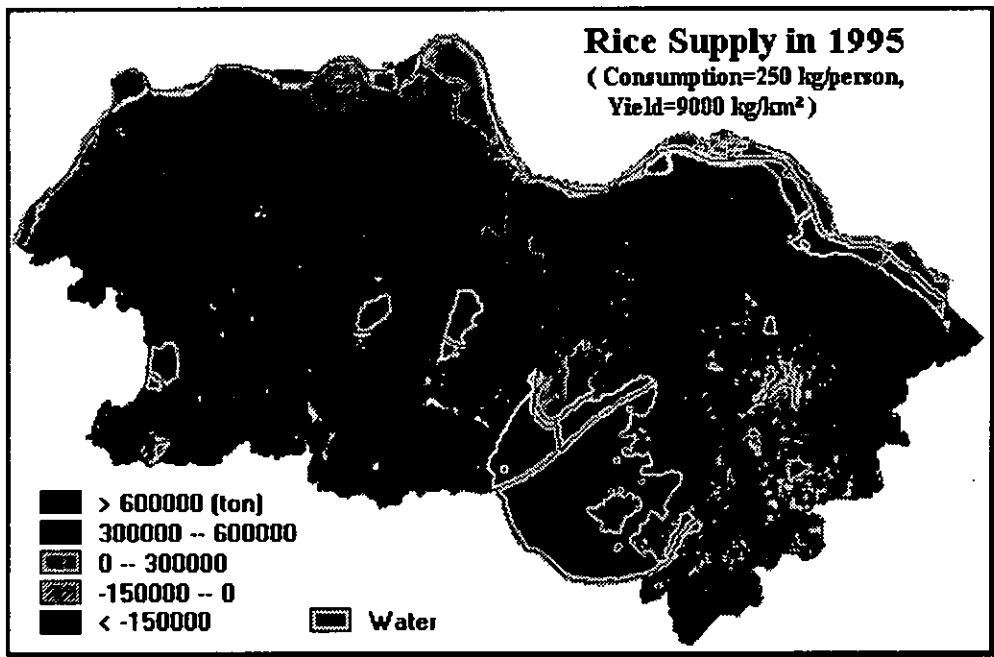 Rice Supply in 1995
( Consumption=250 kg/person,
Yield=9000 kg/km² )
> 600000 (ton)
300000 -- 600000
0 -- 300000
-150000 -- 0
< -150000
Water